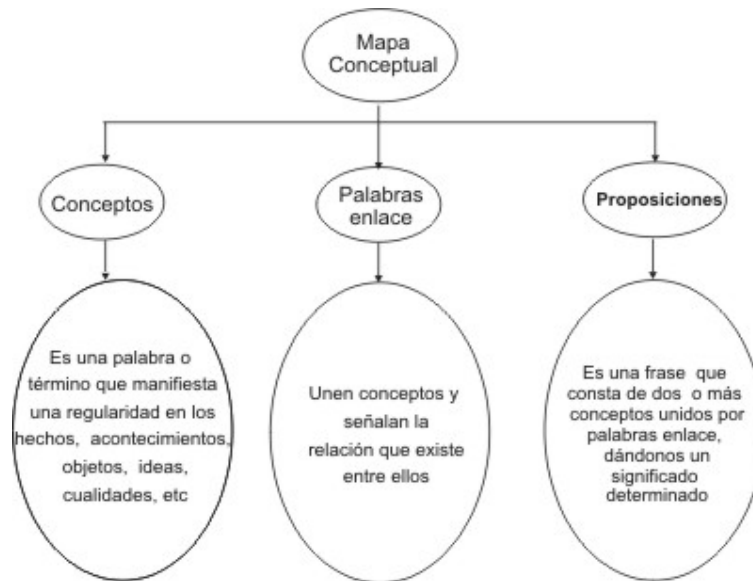 Mapa
Conceptual
Conceptos
Palabras
enlace
Proposiciones
Es una palabra o
término que manifiesta
una regularidad en los
hechos, acontecimientos,
objetos, ideas,
cualidades, etc
Unen conceptos y
señalan la
relación que existe
entre ellos
Es una frase que
consta de dos o más
conceptos unidos por
palabras enlace,
dándonos un
significado
determinado